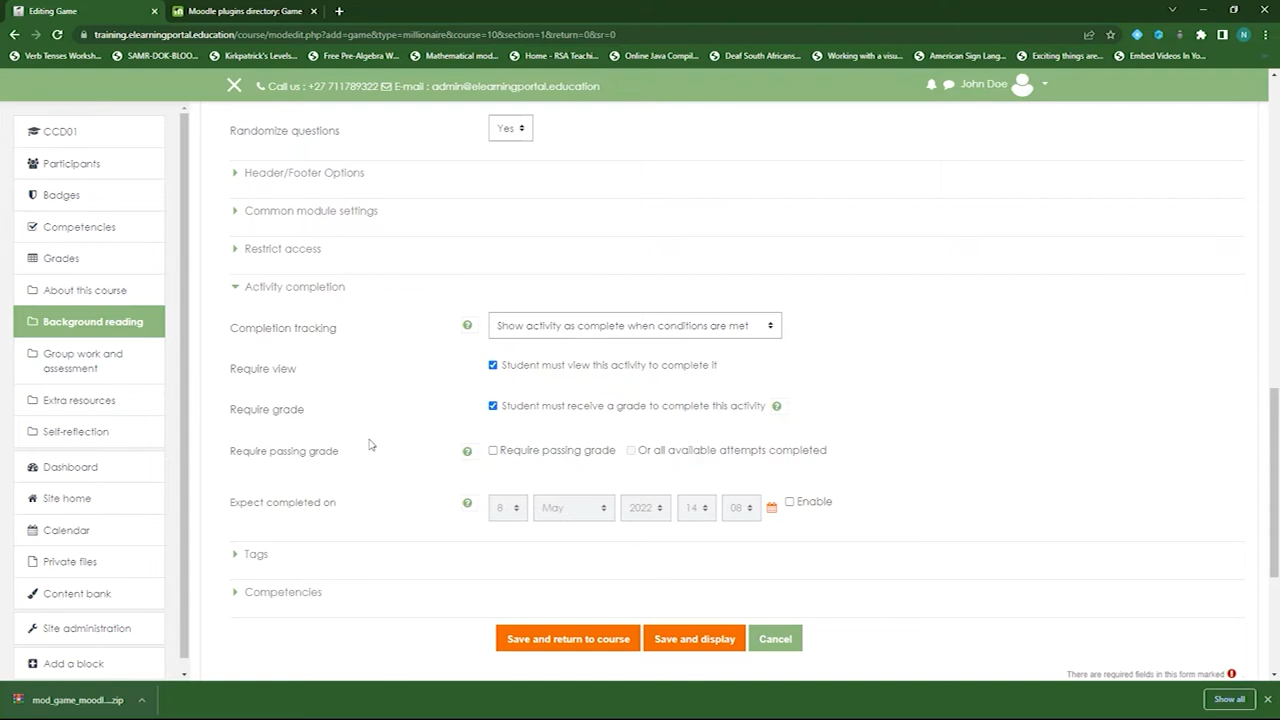 Editing Game
Moodle plugins directory: Game
training.elearningportal.education/course/modedit.php?add=game&type=millionaire&course=10&section=1&return=0&sr=0
Verb Tenses Worksh...
SAMR-DOK-BLOO...
Kirkpatrick's Levels...
Free Pre-Algebra W...
Mathematical mod...
Home - RSA Teachi...
Online Java Compil...
Deaf South Africans...
Working with a visu...
American Sign Lang...
Exciting things are...
Embed Videos In Yo...
Call us : +27 711789322
E-mail : admin@elearningportal.education
John Doe
CCD01
Participants
Badges
Competencies
Grades
About this course
Background reading
Group work and
assessment
Extra resources
Self-reflection
Dashboard
Site home
Calendar
Private files
Content bank
Site administration
Add a block
Randomize questions
Yes
Header/Footer Options
Common module settings
Restrict access
Activity completion
Completion tracking
Show activity as complete when conditions are met
Require view
Student must view this activity to complete it
Require grade
Student must receive a grade to complete this activity
Require passing grade
Require passing grade
Or all available attempts completed
Expect completed on
8 May 2022 14 08
Enable
Tags
Competencies
Save and return to course
Save and display
Cancel
There are required fields in this form marked
mod_game_moodl....zip
Show all
N